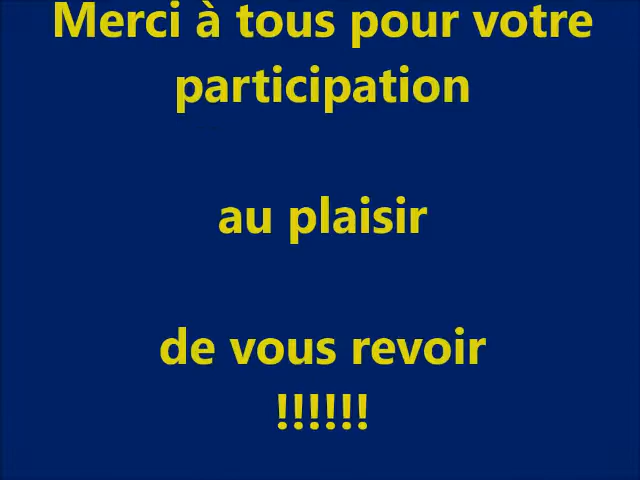 Merci à tous pour votre
participation
au plaisir
de vous revoir
!!!!!!